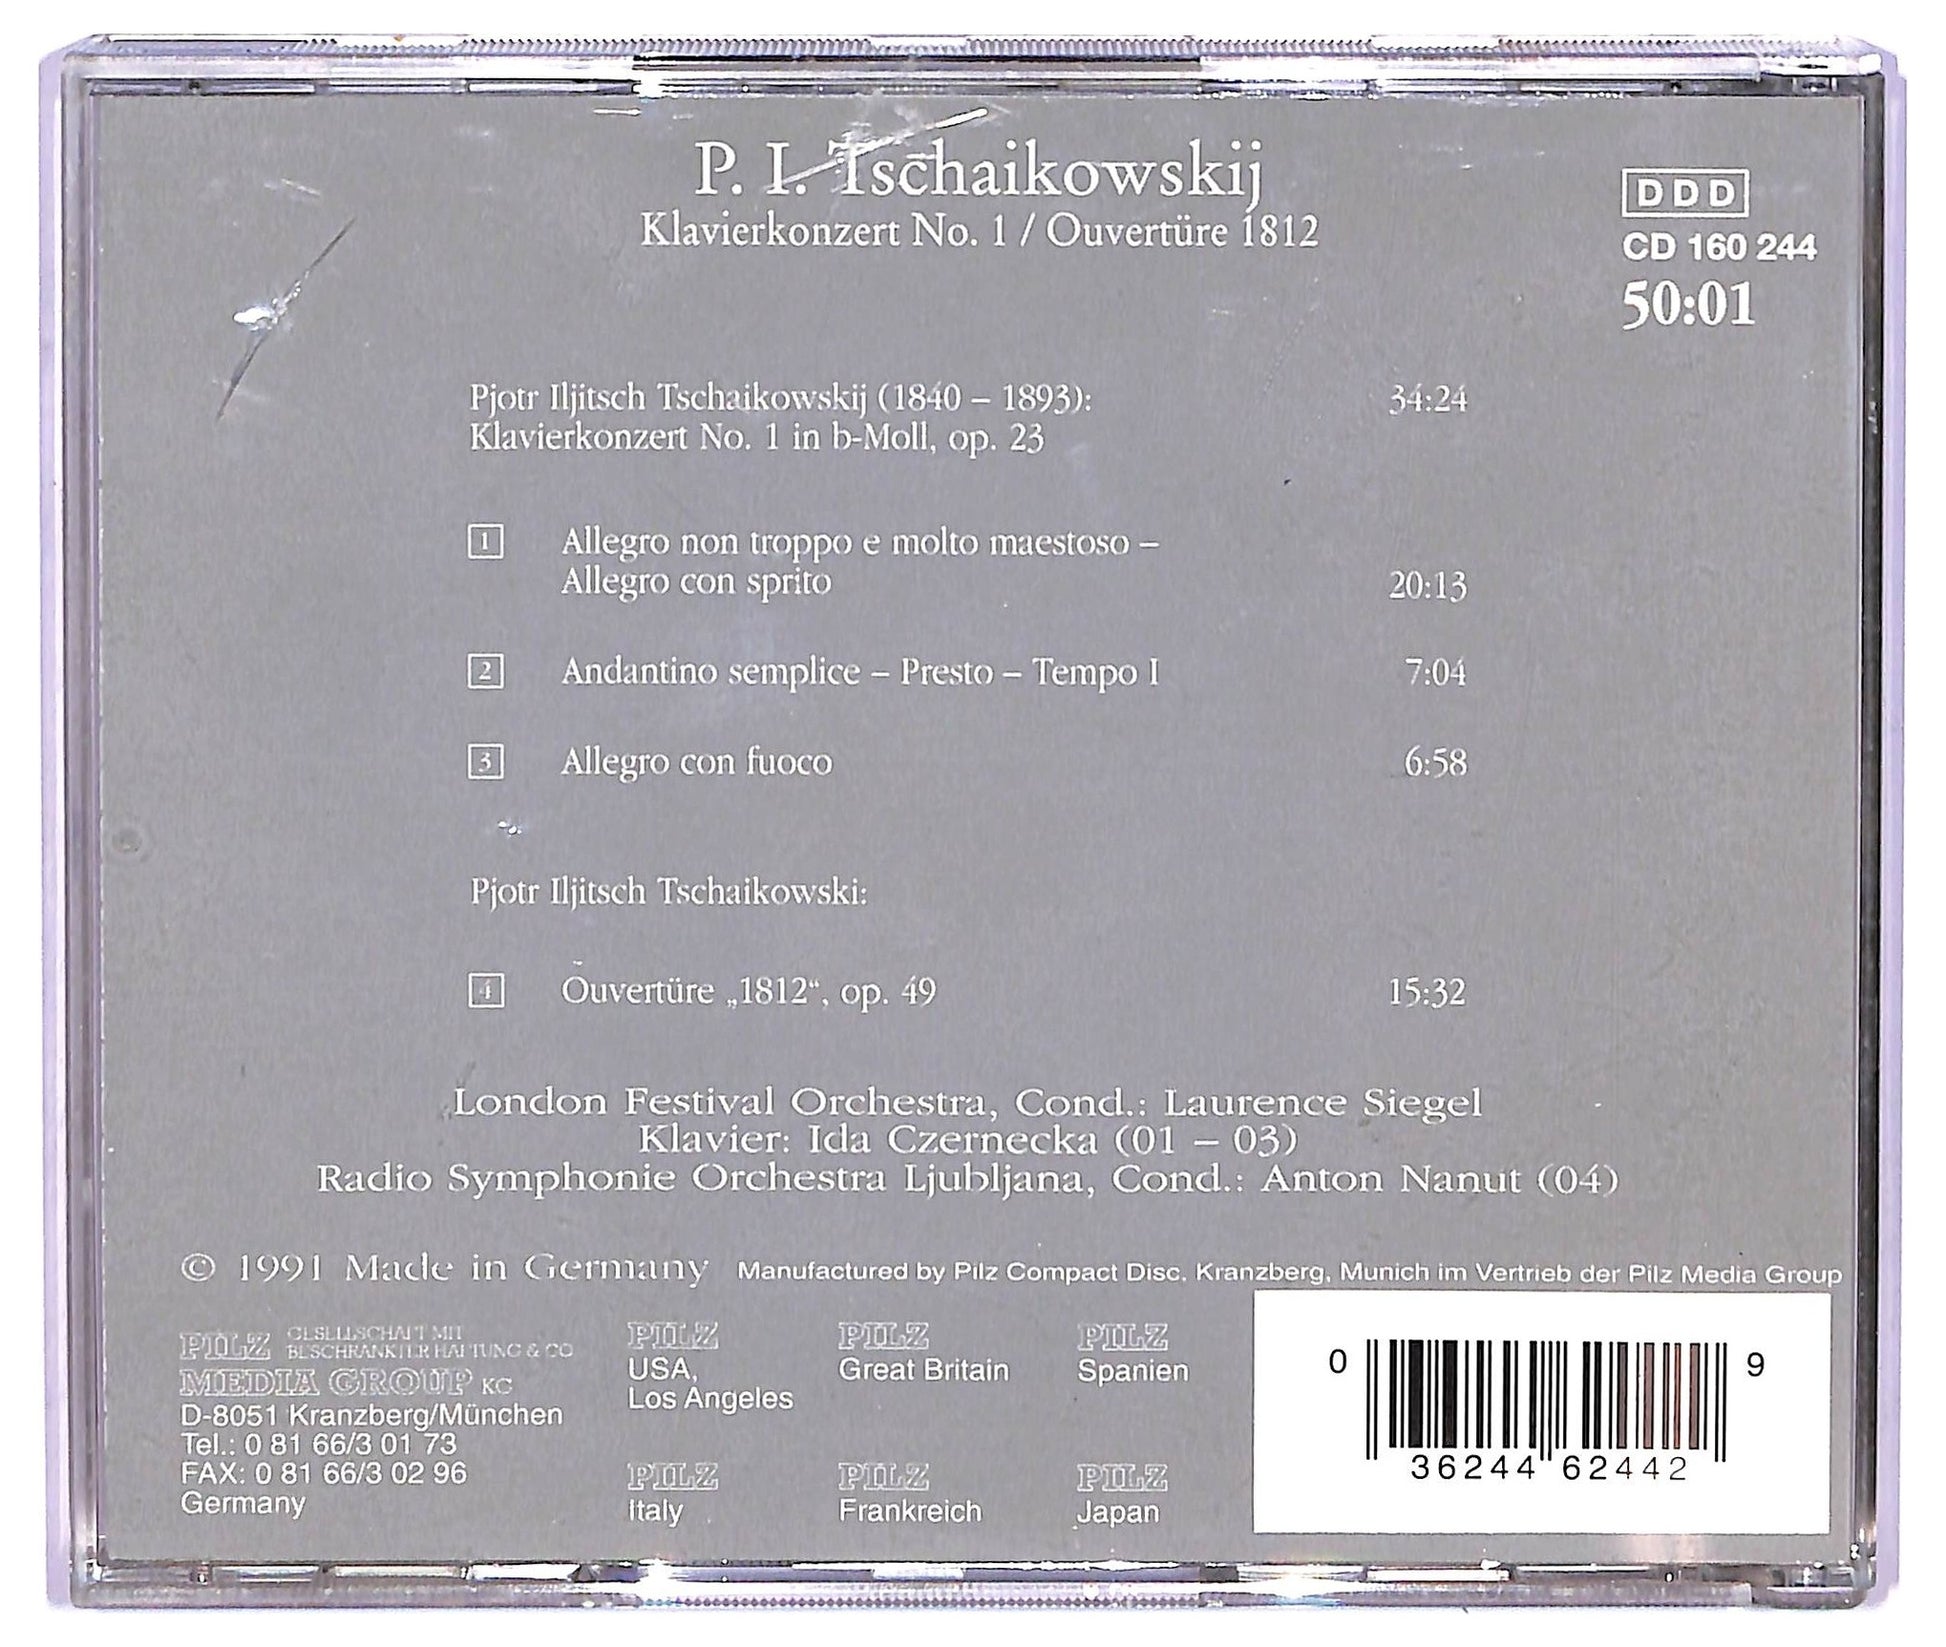 P. I. Tschaikowskij
Klavierkonzert No. 1 / Ouvertüre 1812
DDD
CD 160 244
50:01
Pjotr Iljitsch Tschaikowskij (1840 – 1893): 34:24
Klavierkonzert No. 1 in b-Moll, op. 23
1 Allegro non troppo e molto maestoso –
Allegro con sprito 20:13
2 Andantino semplice – Presto – Tempo I 7:04
3 Allegro con fuoco 6:58
Pjotr Iljitsch Tschaikowski:
4 Ouvertüre „1812“, op. 49 15:32
London Festival Orchestra, Cond.: Laurence Siegel
Klavier: Ida Czernecka (01 – 03)
Radio Symphonie Orchestra Ljubljana, Cond.: Anton Nanut (04)
© 1991 Made in Germany Manufactured by Pilz Compact Disc, Kranzberg, Munich im Vertrieb der Pilz Media Group
PILZ GESELLSCHAFT MIT
BESCHRÄNKTER HAFTUNG & CO
MEDIA GROUP KG
D-8051 Kranzberg/München
Tel.: 0 81 66/3 01 73
FAX: 0 81 66/3 02 96
Germany
PILZ
USA,
Los Angeles
PILZ
Great Britain
PILZ
Spanien
PILZ
Italy
PILZ
Frankreich
PILZ
Japan
0 36244 62442 9